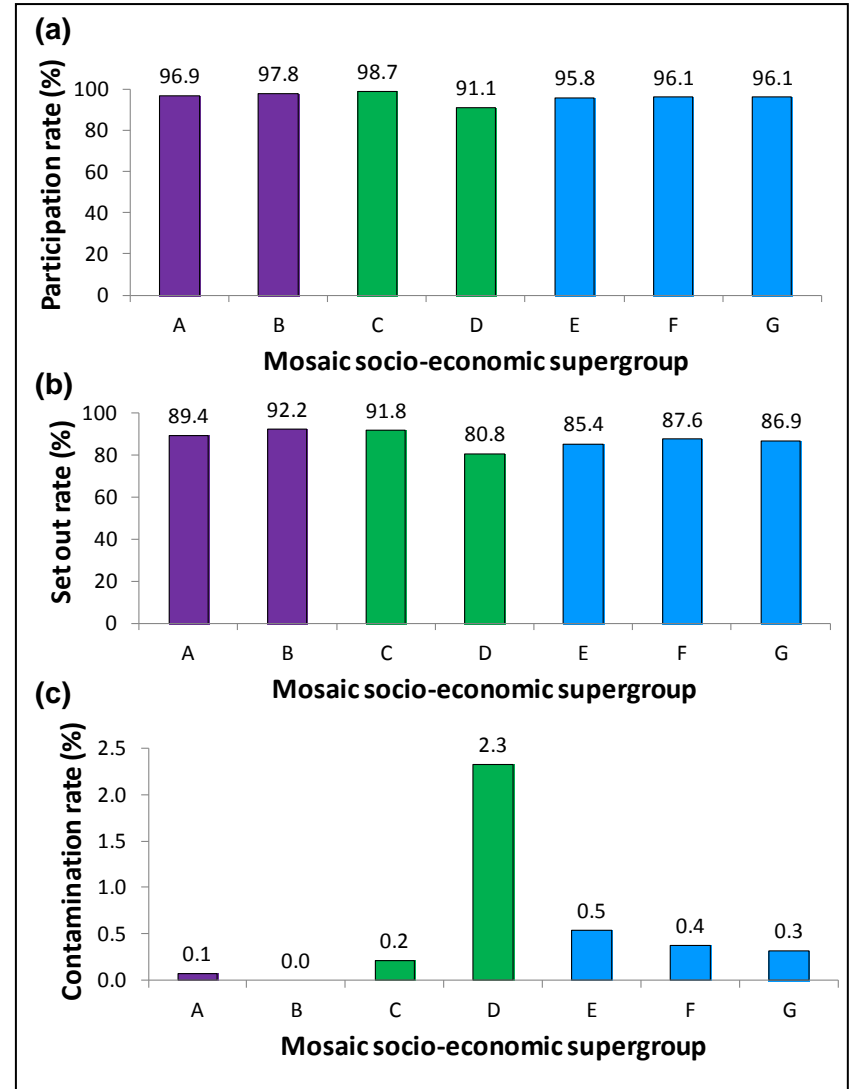 (a)
Participation rate (%)
100
80
60
40
20
0
96.9 97.8 98.7 91.1 95.8 96.1 96.1
A B C D E F G
Mosaic socio-economic supergroup
(b)
Set out rate (%)
100
80
60
40
20
0
89.4 92.2 91.8 80.8 85.4 87.6 86.9
A B C D E F G
Mosaic socio-economic supergroup
(c)
Contamination rate (%)
2.5
2.0
1.5
1.0
0.5
0.0
0.1 0.0 0.2 2.3 0.5 0.4 0.3
A B C D E F G
Mosaic socio-economic supergroup